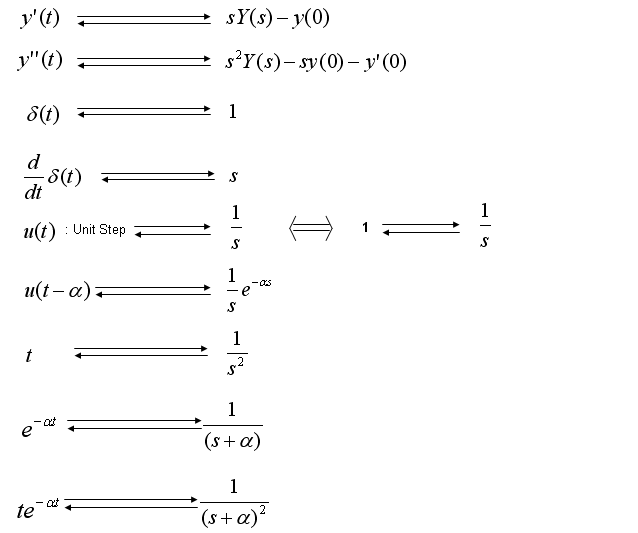 y'(t) ⇄ sY(s) − y(0)
y''(t) ⇄ s²Y(s) − sy(0) − y'(0)
δ(t) ⇄ 1
d/dt δ(t) ⇄ s
u(t) : Unit Step ⇄ 1/s ⟺ 1 ⇄ 1/s
u(t − α) ⇄ 1/s e^(−αs)
t ⇄ 1/s²
e^(−αt) ⇄ 1/(s + α)
te^(−αt) ⇄ 1/(s + α)²